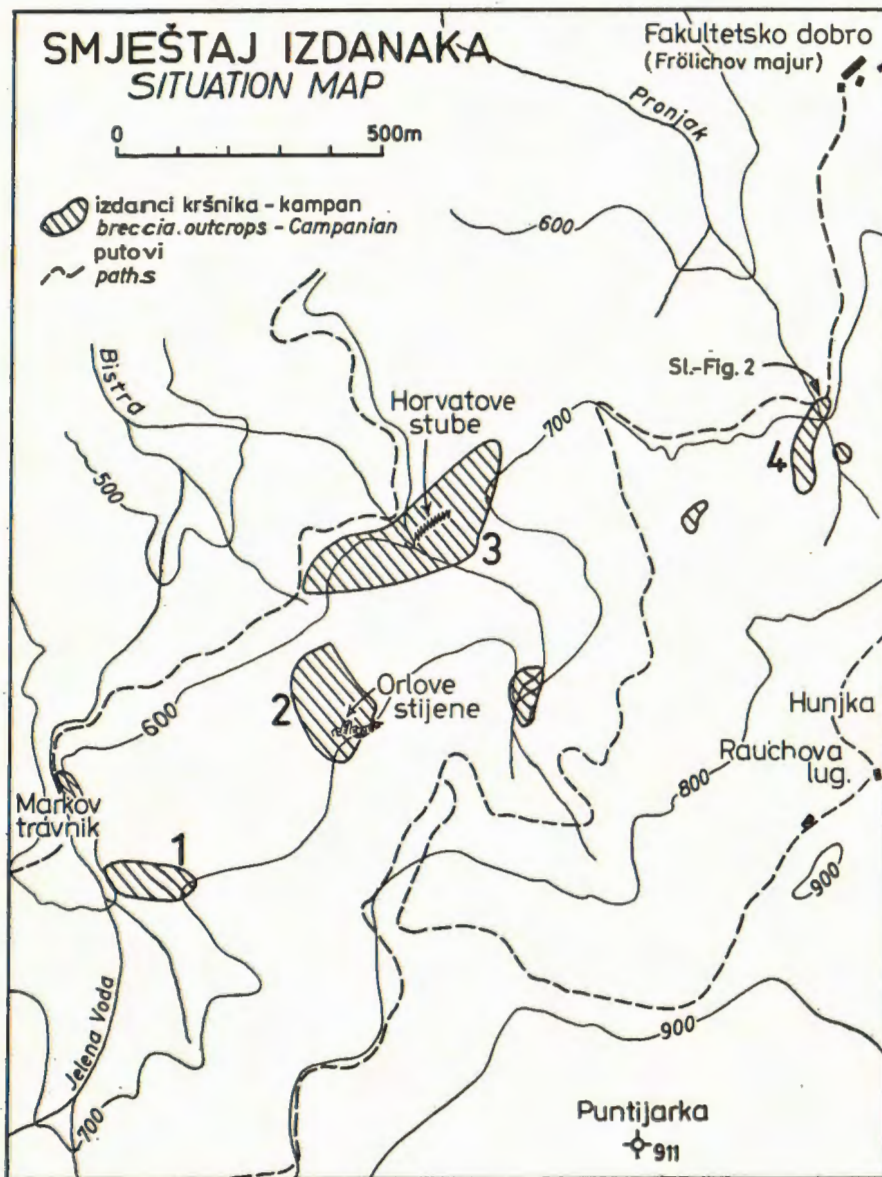 SMJEŠTAJ IZDANAKA
SITUATION MAP
0 500m
izdanci kršnika - kampan
breccia outcrops - Campanian
putovi
paths
Fakultetsko dobro
(Frölichov majur)
Pronjak
600
Bistra
Sl.-Fig. 2
Horvatove
stube
700
4
500
3
2
Orlove
stijene
600
Hunjka
Rauchova
lug.
800
Markov
travnik
1
900
Jelena Voda
900
700
Puntijarka
911